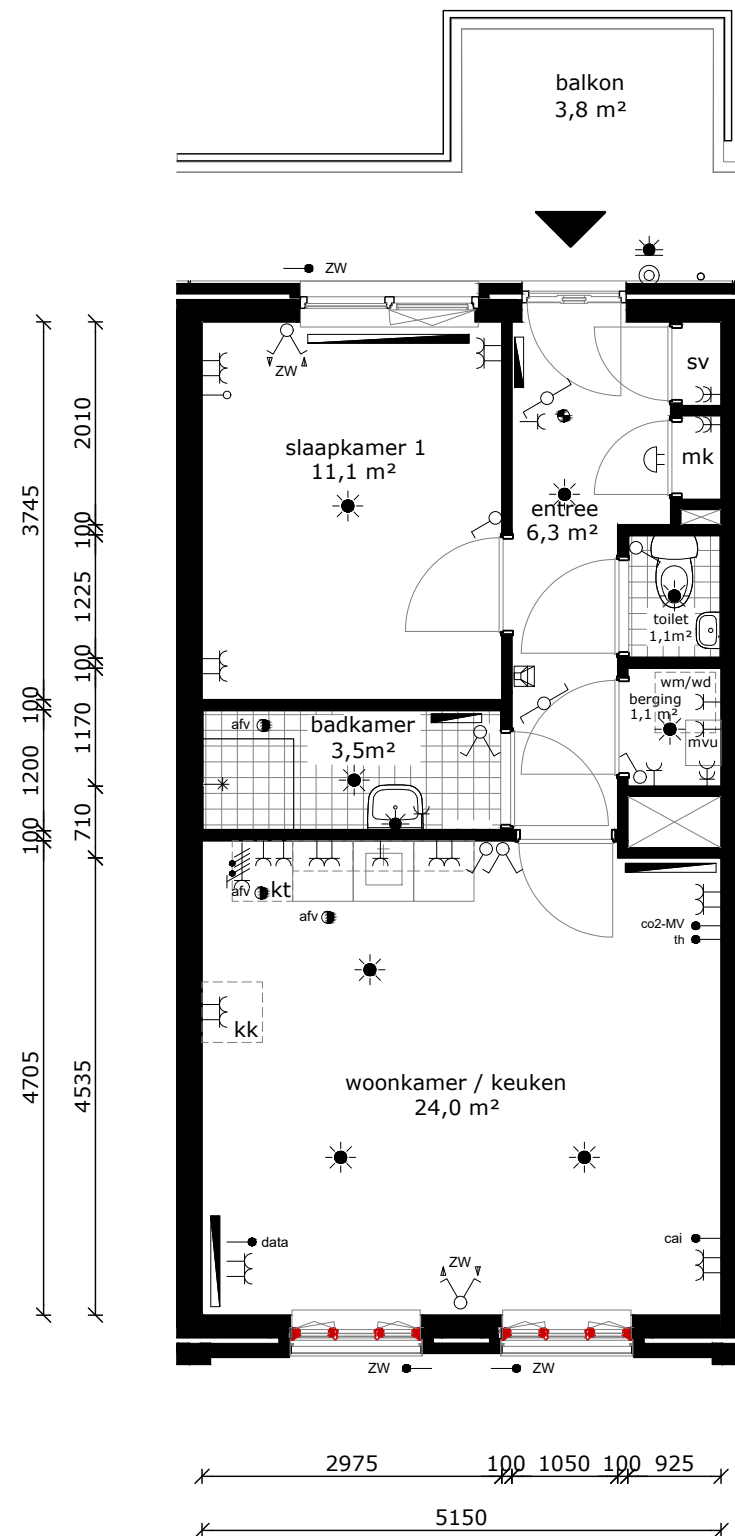 balkon
3,8 m²
ZW
ZW
sv
mk
slaapkamer 1
11,1 m²
entree
6,3 m²
toilet
1,1m²
wm/wd
berging
1,1 m²
mvu
afv
badkamer
3,5m²
afv
kt
afv
co2-MV
th
kk
woonkamer / keuken
24,0 m²
data
cai
ZW
ZW
ZW
3745
100
1200
100
4705
2010
100
1225
100
1170
710
4535
2975
100
1050
100
925
5150